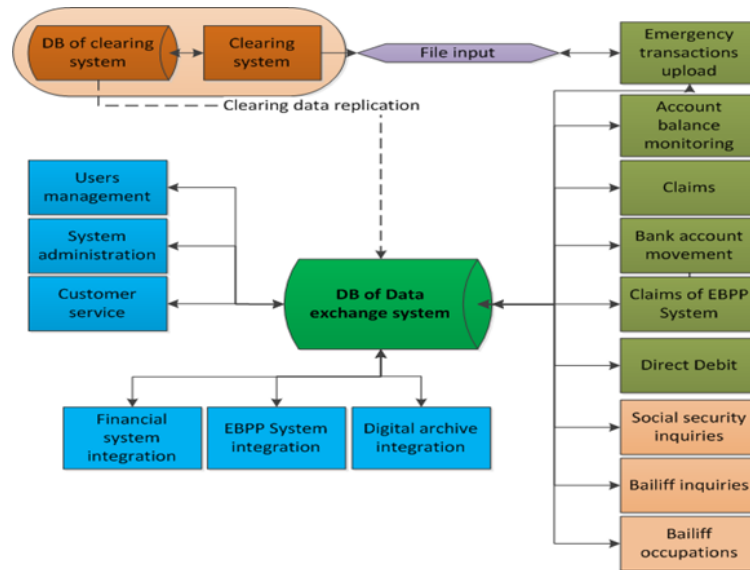 DB of clearing
system
Clearing
system
File input
Emergency
transactions
upload
Clearing data replication
Account
balance
monitoring
Users
management
Claims
System
administration
Bank account
movement
Customer
service
DB of Data
exchange system
Claims of EBPP
System
Direct Debit
Financial
system
integration
EBPP System
integration
Digital archive
integration
Social security
inquiries
Bailiff inquiries
Bailiff
occupations